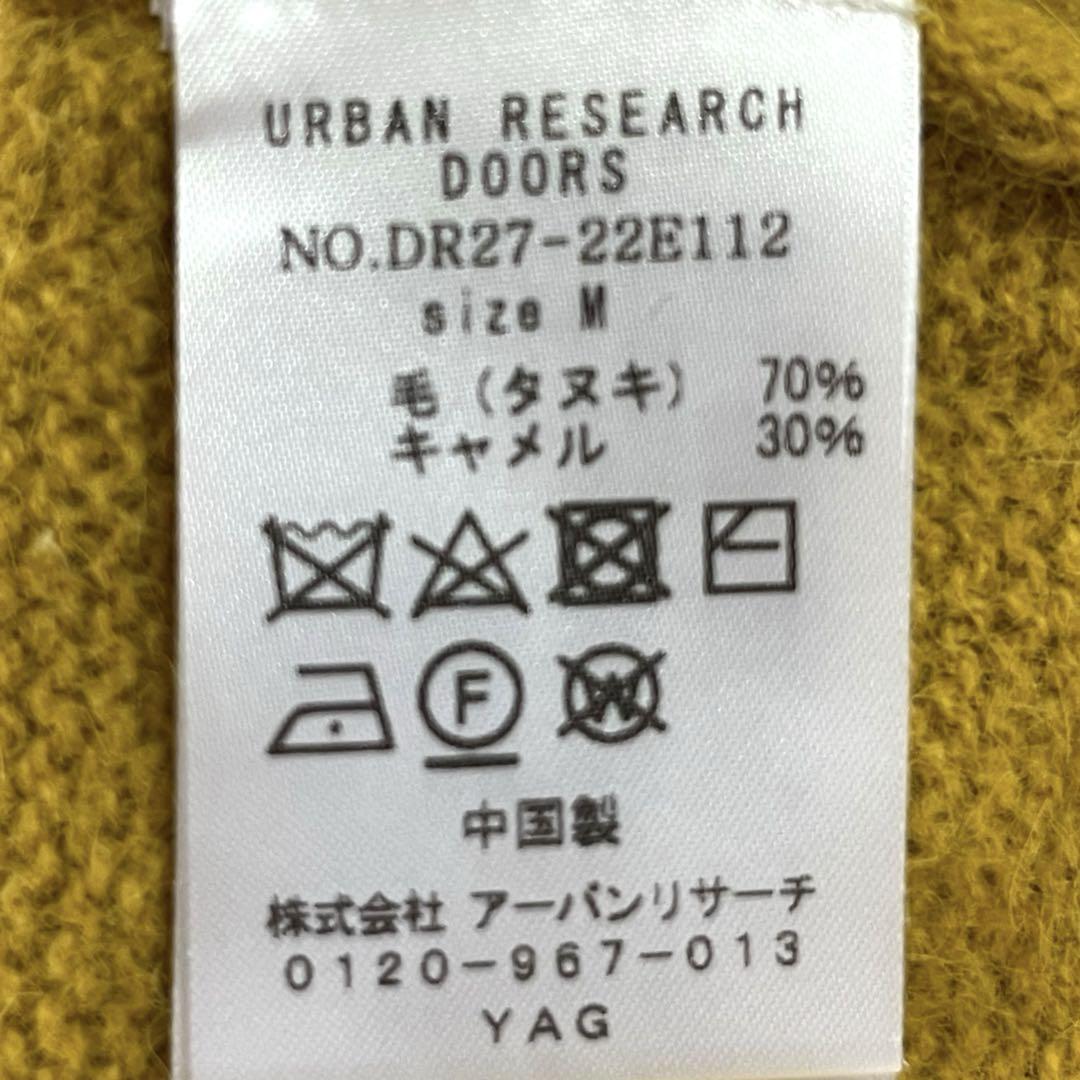 URBAN RESEARCH
DOORS
NO.DR27-22E112
size M
毛（タヌキ） 70%
キャメル 30%
F
W
中国製
株式会社 アーバンリサーチ
0120-967-013
YAG